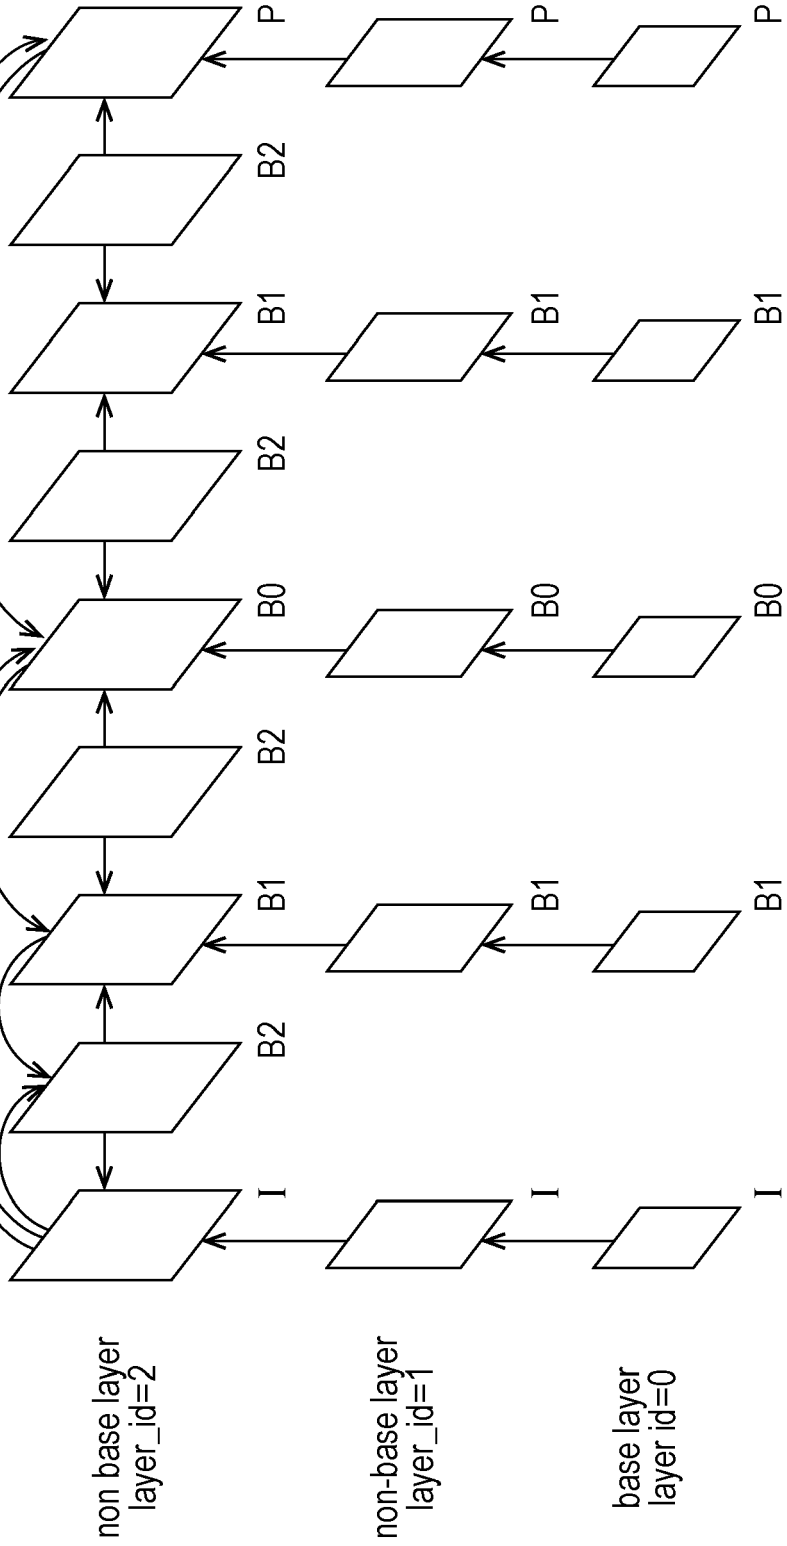 non base layer
layer_id=2
I B2 B1 B2 B0 B2 B1 B2 P
non-base layer
layer_id=1
I B1 B0 B1 P
base layer
layer id=0
I B1 B0 B1 P